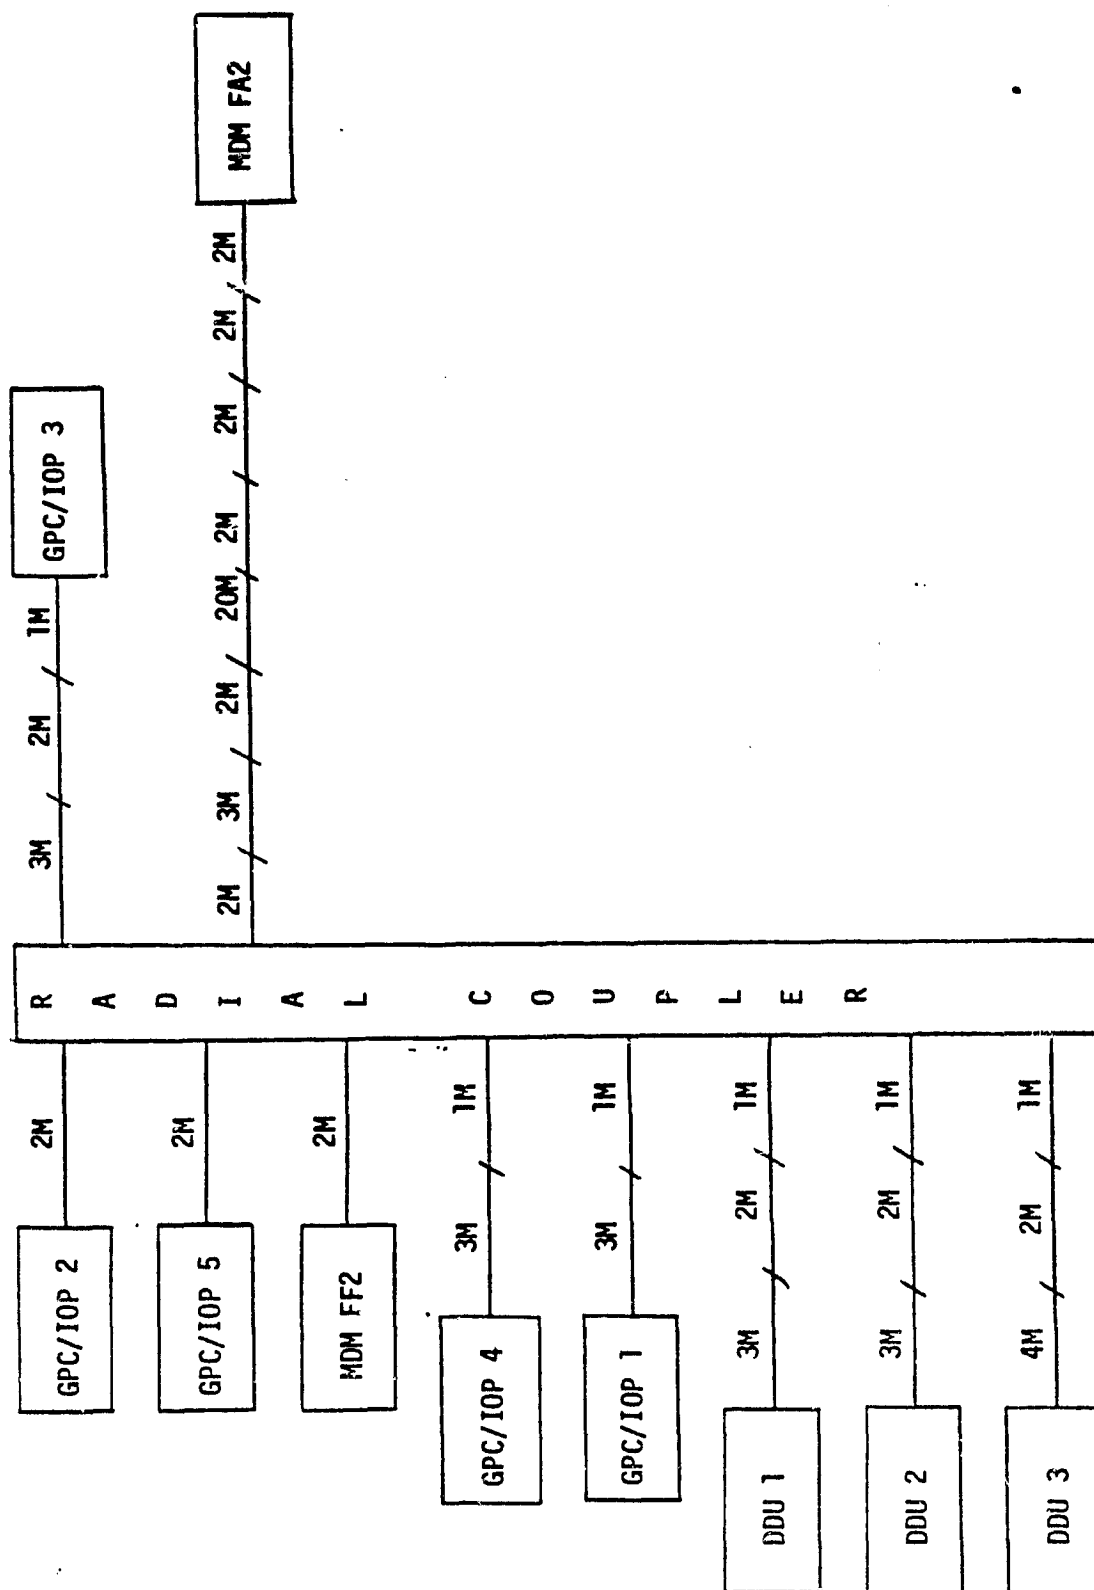 GPC/IOP 2 2M
GPC/IOP 5 2M
MDM FF2 2M
GPC/IOP 4 3M 1M
GPC/IOP 1 3M 1M
DDU 1 3M 2M 1M
DDU 2 3M 2M 1M
DDU 3 4M 2M 1M
RADIAL COUPLER
3M 2M 1M GPC/IOP 3
2M 3M 2M 20M 2M 2M 2M 2M MDM FA2